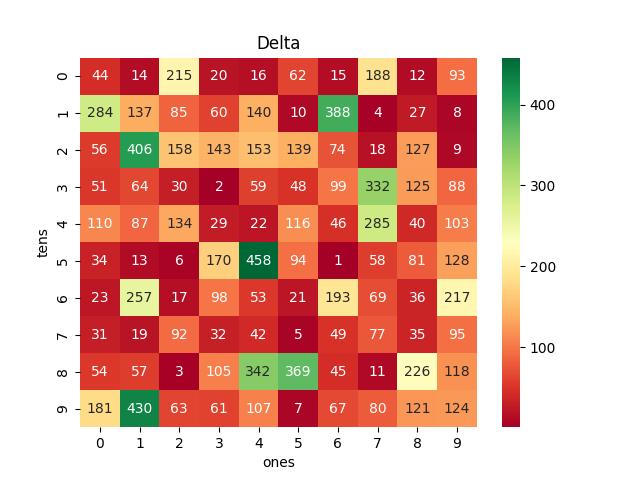 Delta
0 44 14 215 20 16 62 15 188 12 93
1 284 137 85 60 140 10 388 4 27 8
2 56 406 158 143 153 139 74 18 127 9
3 51 64 30 2 59 48 99 332 125 88
4 110 87 134 29 22 116 46 285 40 103
5 34 13 6 170 458 94 1 58 81 128
6 23 257 17 98 53 21 193 69 36 217
7 31 19 92 32 42 5 49 77 35 95
8 54 57 3 105 342 369 45 11 226 118
9 181 430 63 61 107 7 67 80 121 124
0 1 2 3 4 5 6 7 8 9
ones
tens
400
300
200
100